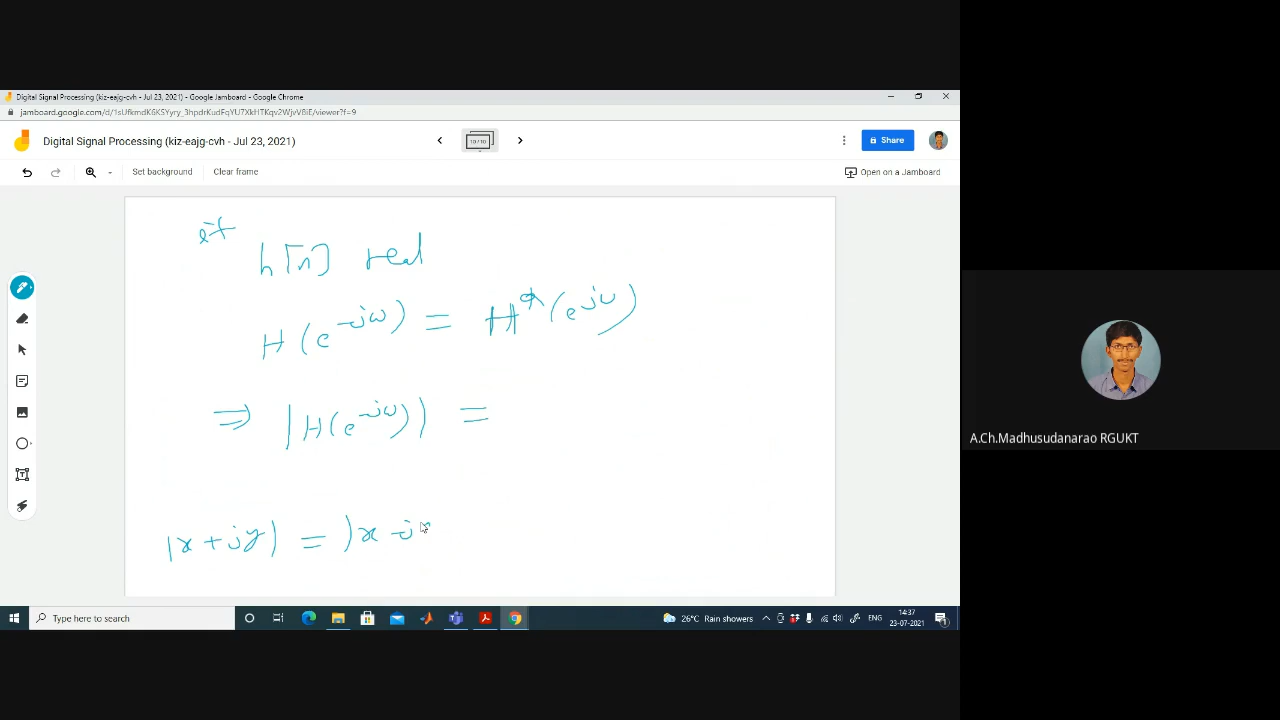 Digital Signal Processing (kiz-eajg-cvh - Jul 23, 2021) - Google Jamboard - Google Chrome
Digital Signal Processing (kiz-eajg-cvh - Jul 23, 2021)
10 / 10
Share
Set background
Clear frame
Open on a Jamboard
if
h[n] real
H(e^{-jω}) = H*(e^{jω})
⇒ |H(e^{-jω})| =
|x + jy| = |x - j
A.Ch.Madhusudanarao RGUKT
Type here to search
26°C Rain showers
ENG
14:37
23-07-2021